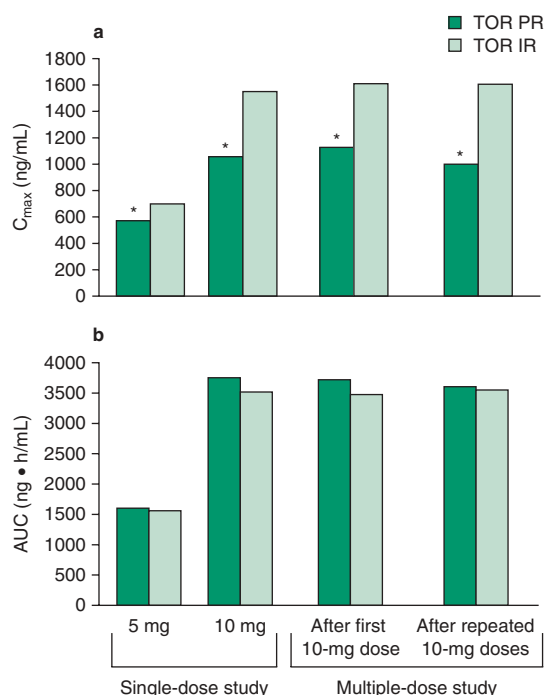 TOR PR
TOR IR
a
1800
1600
1400
1200
1000
800
600
400
200
0
C_max (ng/mL)
*
*
*
*
b
4000
3500
3000
2500
2000
1500
1000
500
0
AUC (ng • h/mL)
5 mg
10 mg
After first
10-mg dose
After repeated
10-mg doses
Single-dose study
Multiple-dose study